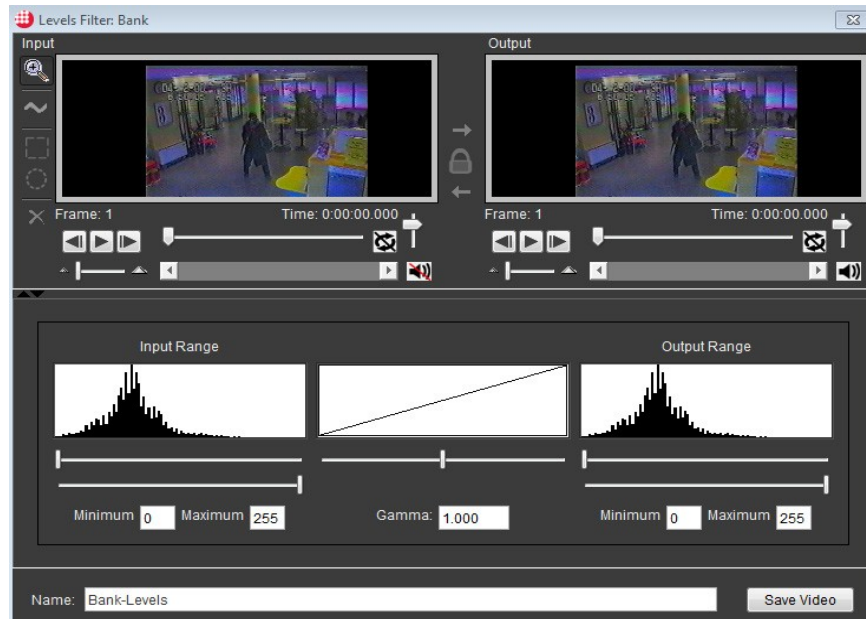 Levels Filter: Bank
Input Output
Frame: 1 Time: 0:00:00.000 Frame: 1 Time: 0:00:00.000
Input Range Output Range
Minimum 0 Maximum 255 Gamma: 1.000 Minimum 0 Maximum 255
Name: Bank-Levels Save Video